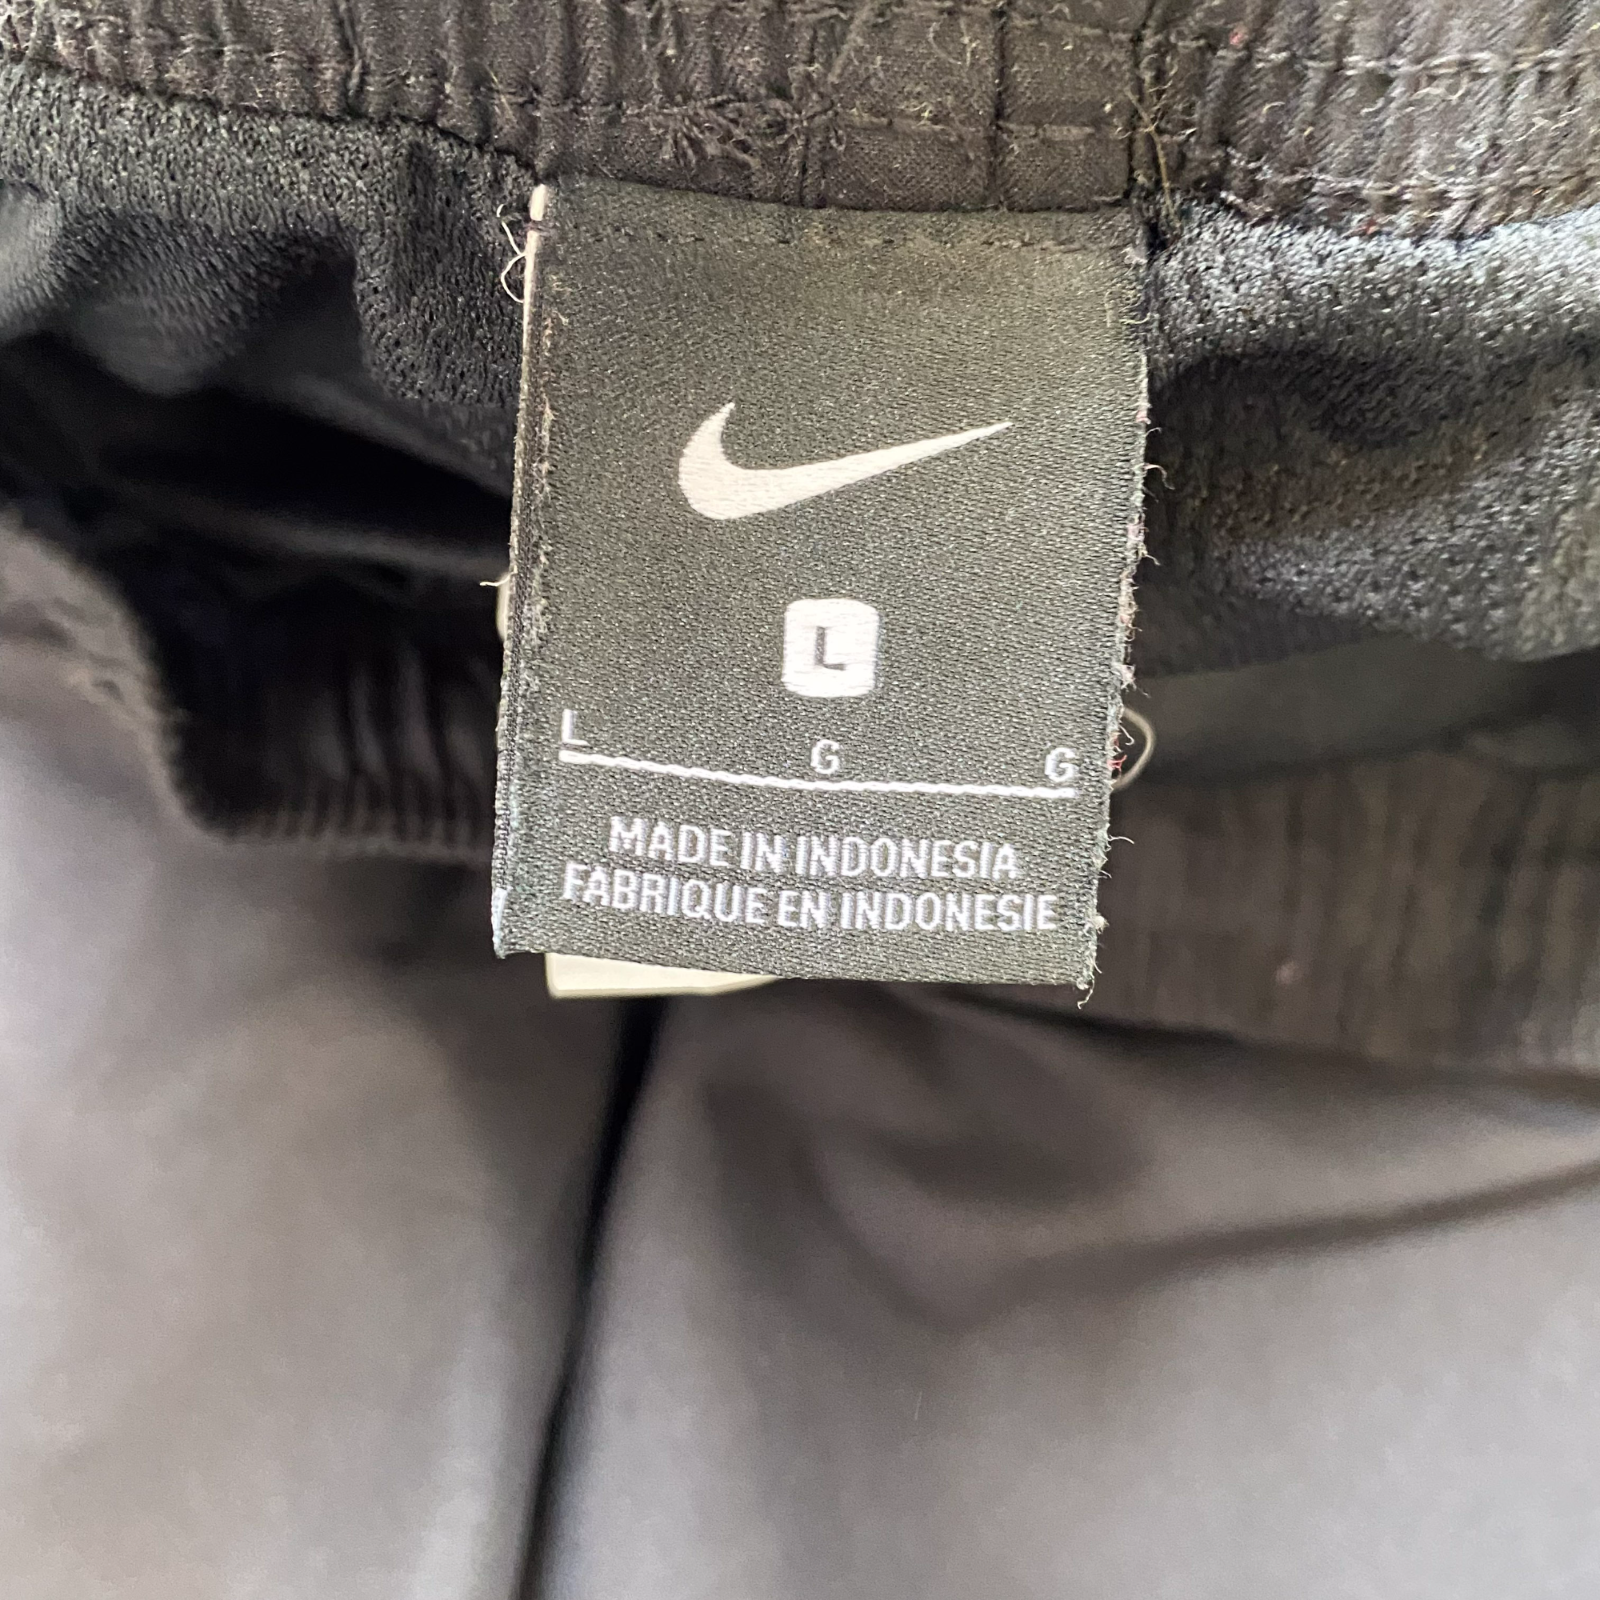 L
L G G
MADE IN INDONESIA
FABRIQUE EN INDONESIE